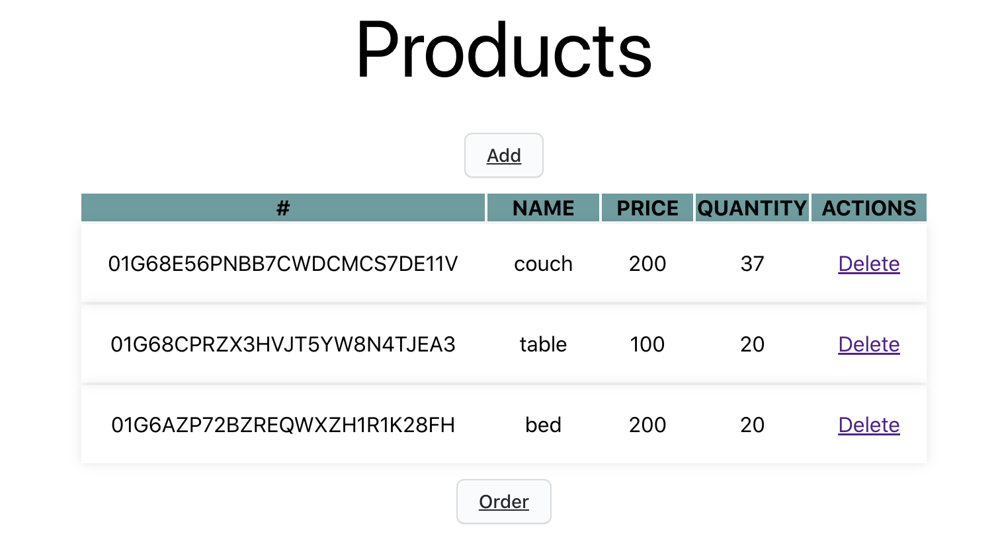 Products
Add
# NAME PRICE QUANTITY ACTIONS
01G68E56PNBB7CWDCMCS7DE11V couch 200 37 Delete
01G68CPRZX3HVJT5YW8N4TJEA3 table 100 20 Delete
01G6AZP72BZREQWXZH1R1K28FH bed 200 20 Delete
Order